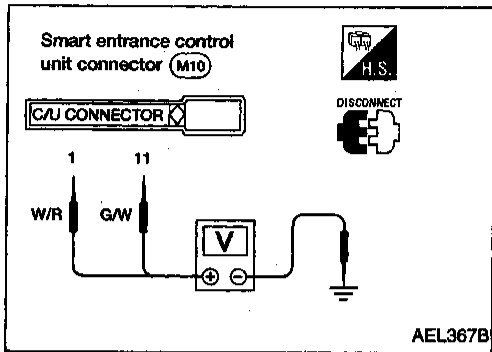 Smart entrance control
unit connector (M10)
H.S.
C/U CONNECTOR
DISCONNECT
1 11
W/R G/W
V
+ -
AEL367B